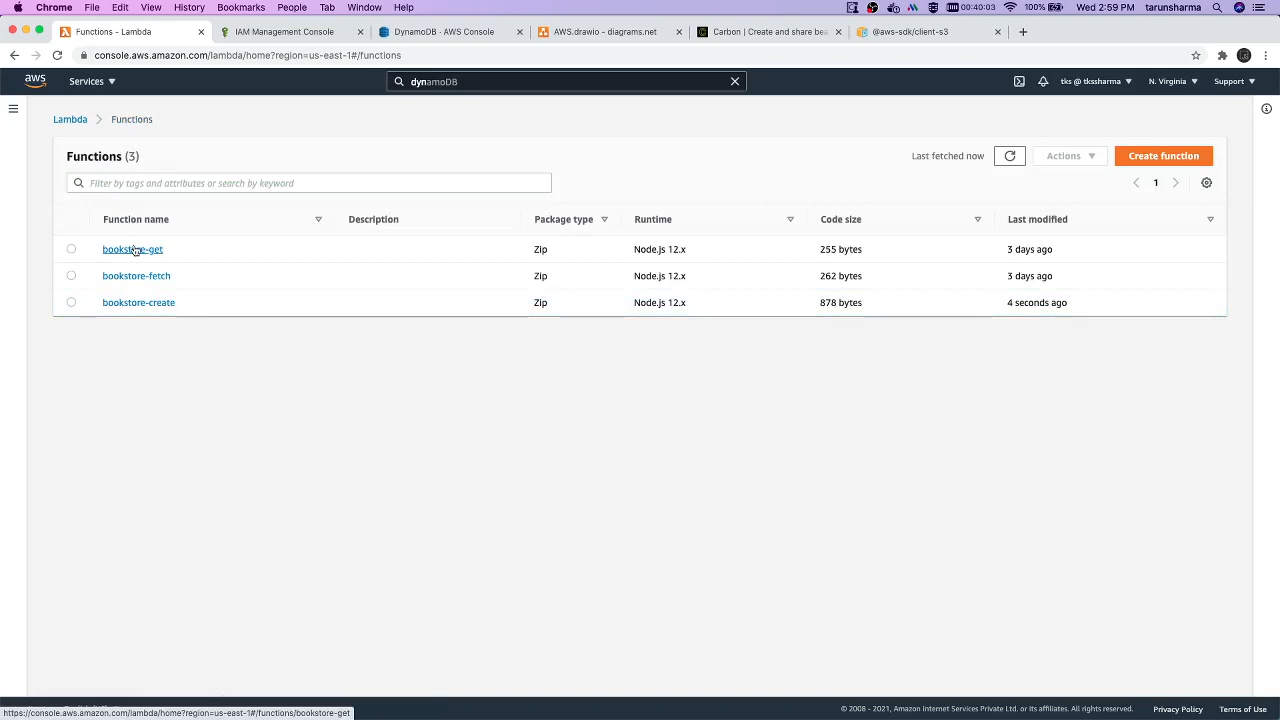 Chrome File Edit View History Bookmarks People Tab Window Help 00:40:03 100% Wed 2:59 PM tarunsharma
Functions - Lambda IAM Management Console DynamoDB · AWS Console AWS.drawio - diagrams.net Carbon | Create and share bea @aws-sdk/client-s3
console.aws.amazon.com/lambda/home?region=us-east-1#/functions
aws Services dynamoDB tks @ tkssharma N. Virginia Support
Lambda Functions
Functions (3) Last fetched now Actions Create function
Filter by tags and attributes or search by keyword 1
Function name Description Package type Runtime Code size Last modified
bookstore-get Zip Node.js 12.x 255 bytes 3 days ago
bookstore-fetch Zip Node.js 12.x 262 bytes 3 days ago
bookstore-create Zip Node.js 12.x 878 bytes 4 seconds ago
© 2008 - 2021, Amazon Internet Services Private Ltd. or its affiliates. All rights reserved. Privacy Policy Terms of Use
https://console.aws.amazon.com/lambda/home?region=us-east-1#/functions/bookstore-get